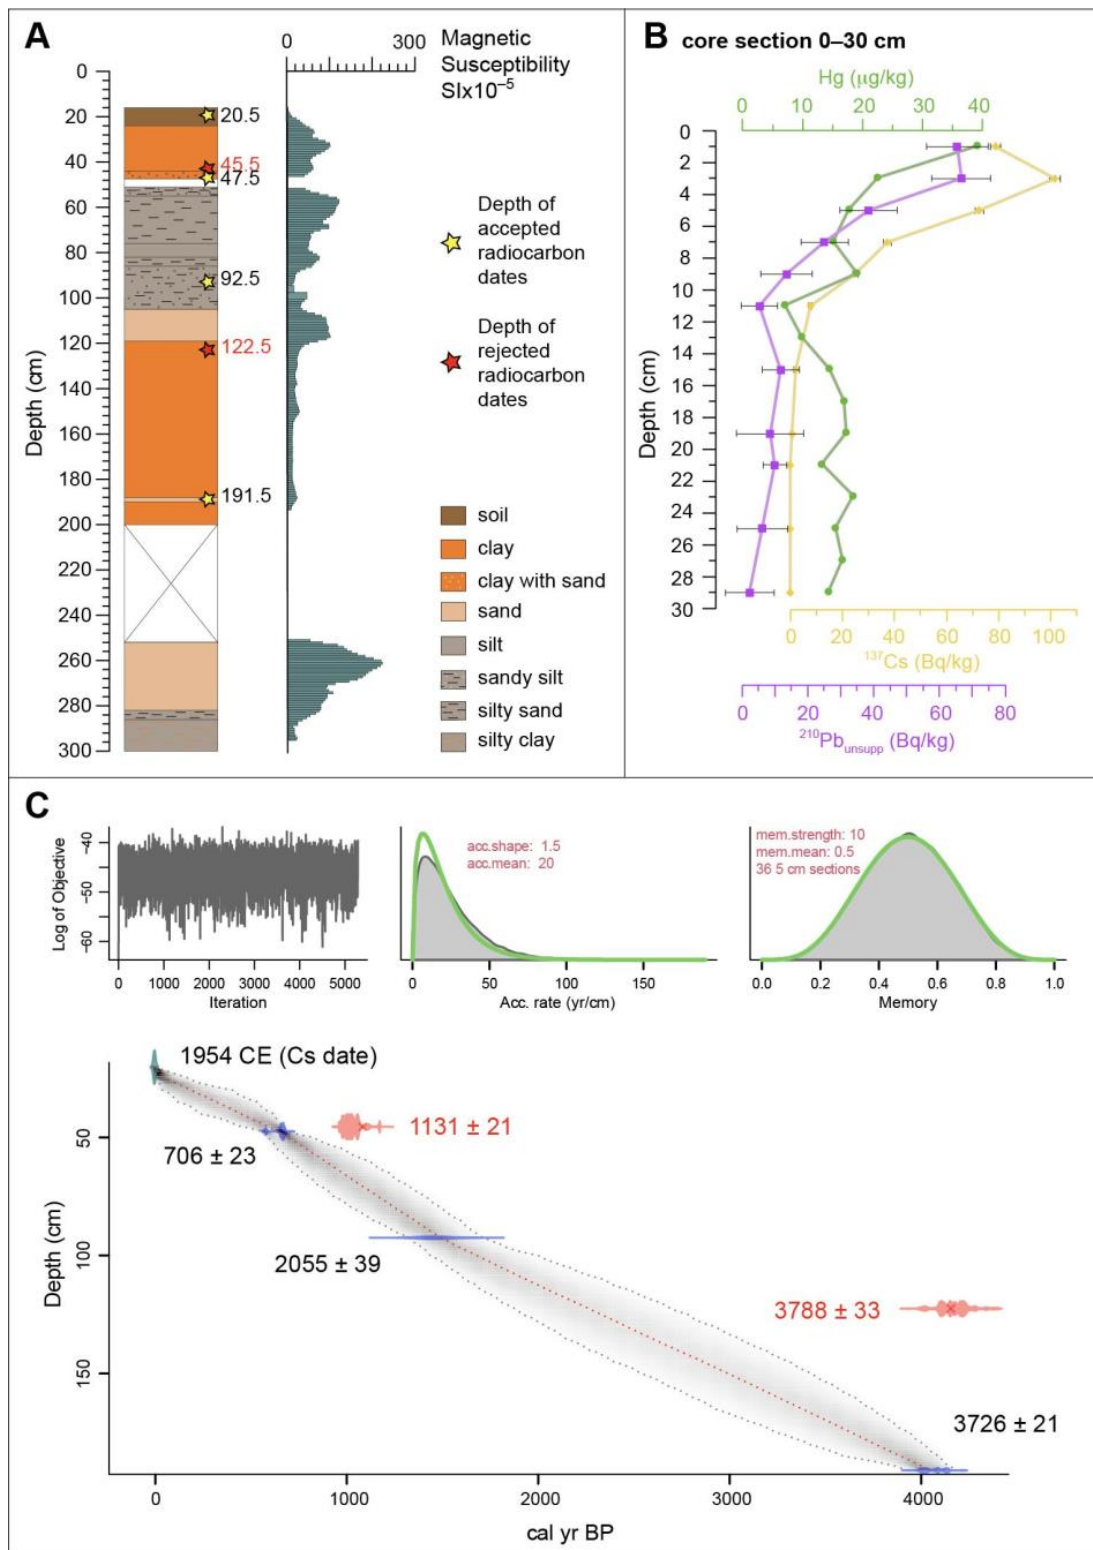 A
0
300
Magnetic
Susceptibility
SIx10⁻⁵
0
20
40
60
80
100
120
140
160
180
200
220
240
260
280
300
Depth (cm)
20.5
45.5
47.5
92.5
122.5
191.5
Depth of
accepted
radiocarbon
dates
Depth of
rejected
radiocarbon
dates
soil
clay
clay with sand
sand
silt
sandy silt
silty sand
silty clay
B core section 0–30 cm
Hg (µg/kg)
0 10 20 30 40
0
2
4
6
8
10
12
14
16
18
20
22
24
26
28
30
Depth (cm)
0 20 40 60 80 100
¹³⁷Cs (Bq/kg)
0 20 40 60 80
²¹⁰Pbunsupp (Bq/kg)
C
Log of Objective
-40
-50
-60
0 1000 2000 3000 4000 5000
Iteration
acc.shape: 1.5
acc.mean: 20
0 50 100 150
Acc. rate (yr/cm)
mem.strength: 10
mem.mean: 0.5
36 5 cm sections
0.0 0.2 0.4 0.6 0.8 1.0
Memory
1954 CE (Cs date)
1131 ± 21
706 ± 23
2055 ± 39
3788 ± 33
3726 ± 21
50
100
150
Depth (cm)
0 1000 2000 3000 4000
cal yr BP